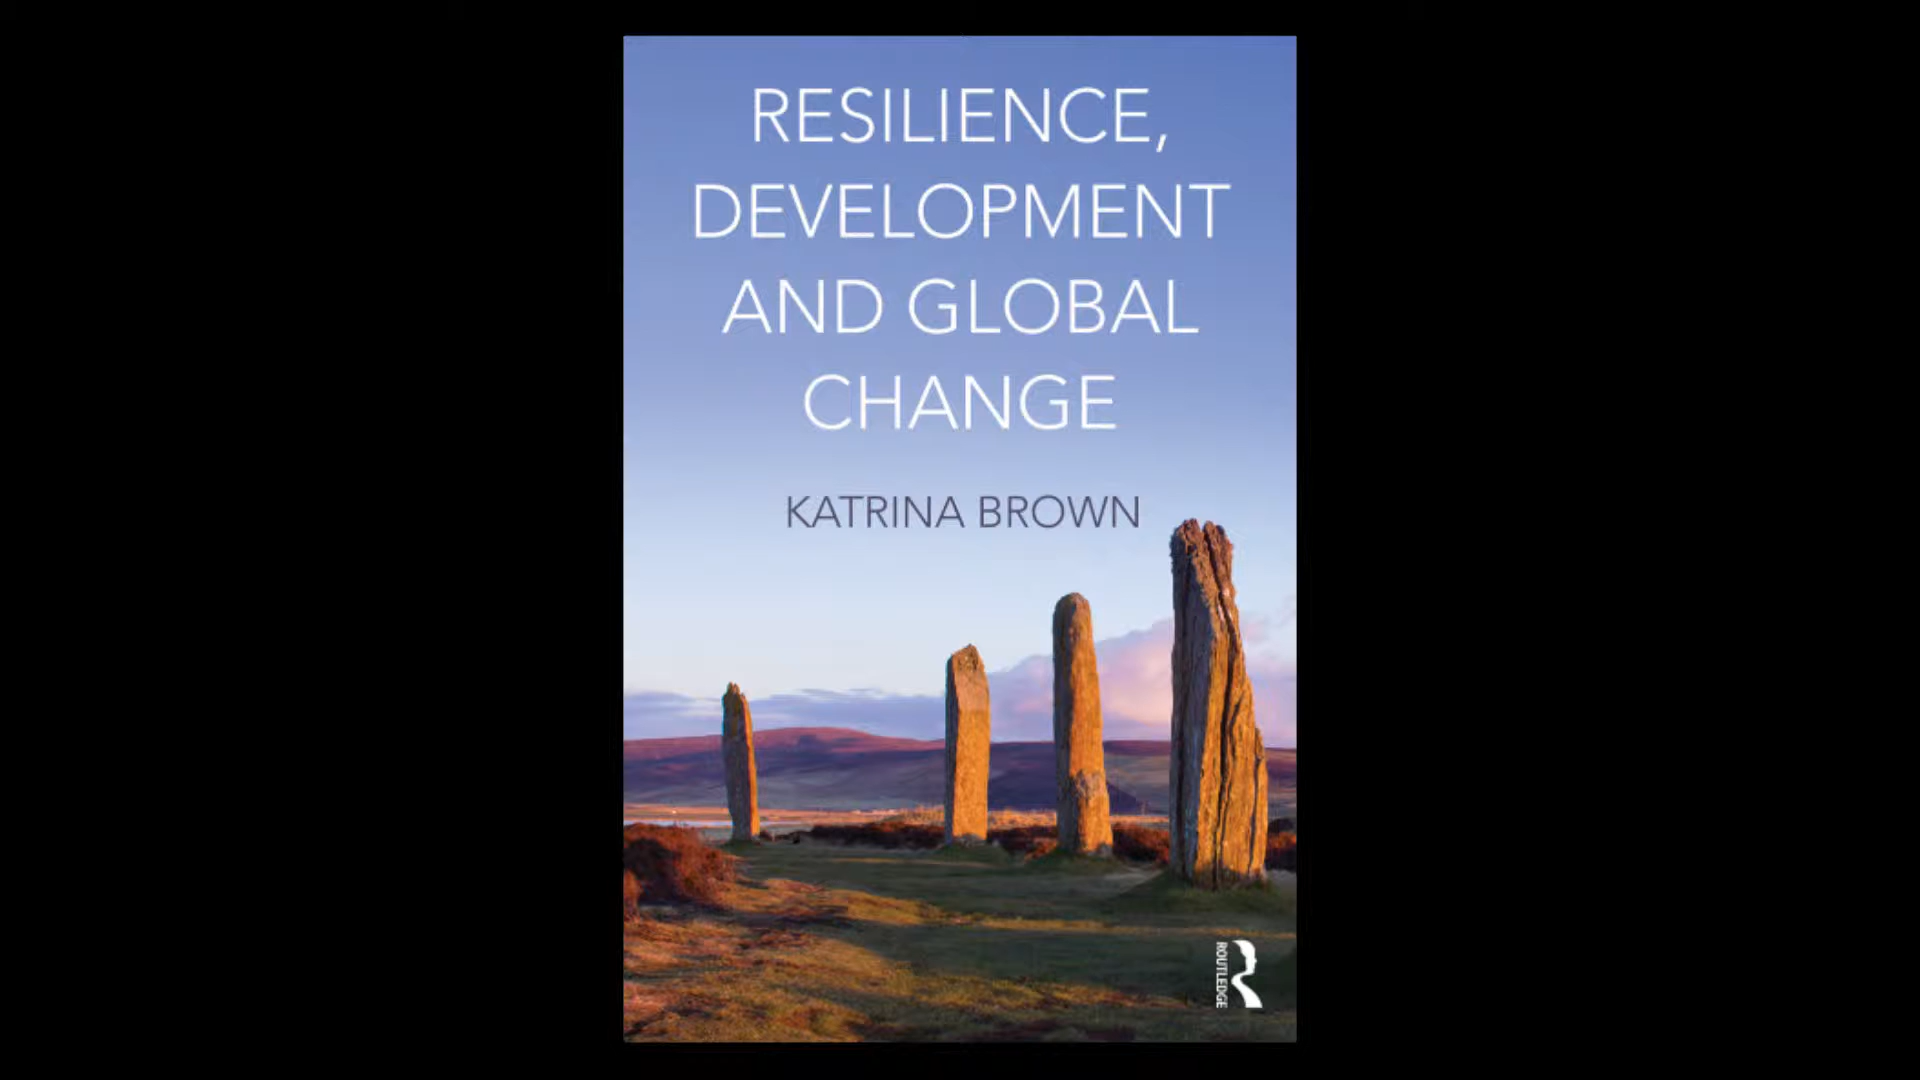 RESILIENCE,
DEVELOPMENT
AND GLOBAL
CHANGE
KATRINA BROWN
ROUTLEDGE